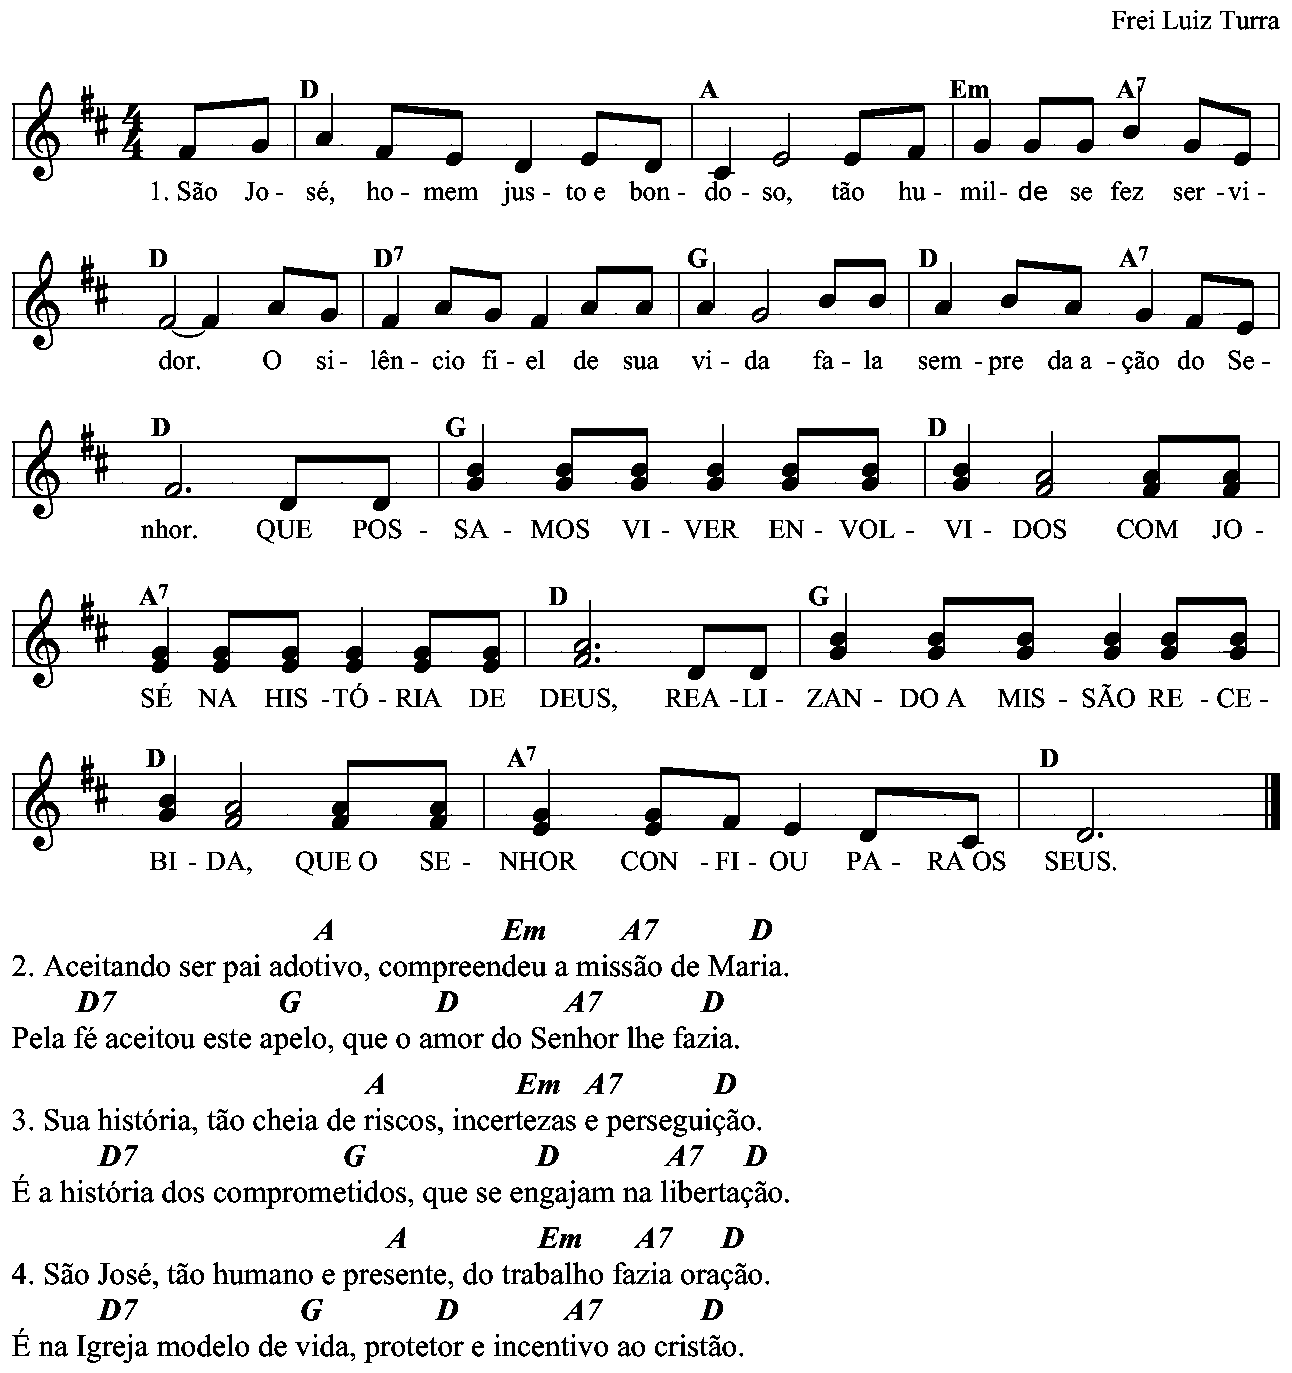 Frei Luiz Turra
D A Em A7
1. São Jo- sé, ho- mem jus- to e bon- do- so, tão hu- mil- de se fez ser-vi-
D D7 G D A7
dor. O si- lên- cio fi- el de sua vi- da fa- la sem-pre da a-ção do Se-
D G D
nhor. QUE POS- SA- MOS VI- VER EN- VOL- VI- DOS COM JO-
A7 D G
SÉ NA HIS-TÓ-RIA DE DEUS, REA-LI- ZAN- DO A MIS- SÃO RE-CE-
D A7 D
BI- DA, QUE O SE- NHOR CON-FI-OU PA- RA OS SEUS.
A Em A7 D
2. Aceitando ser pai adotivo, compreendeu a missão de Maria.
D7 G D A7 D
Pela fé aceitou este apelo, que o amor do Senhor lhe fazia.
A Em A7 D
3. Sua história, tão cheia de riscos, incertezas e perseguição.
D7 G D A7 D
É a história dos comprometidos, que se engajam na libertação.
A Em A7 D
4. São José, tão humano e presente, do trabalho fazia oração.
D7 G D A7 D
É na Igreja modelo de vida, protetor e incentivo ao cristão.